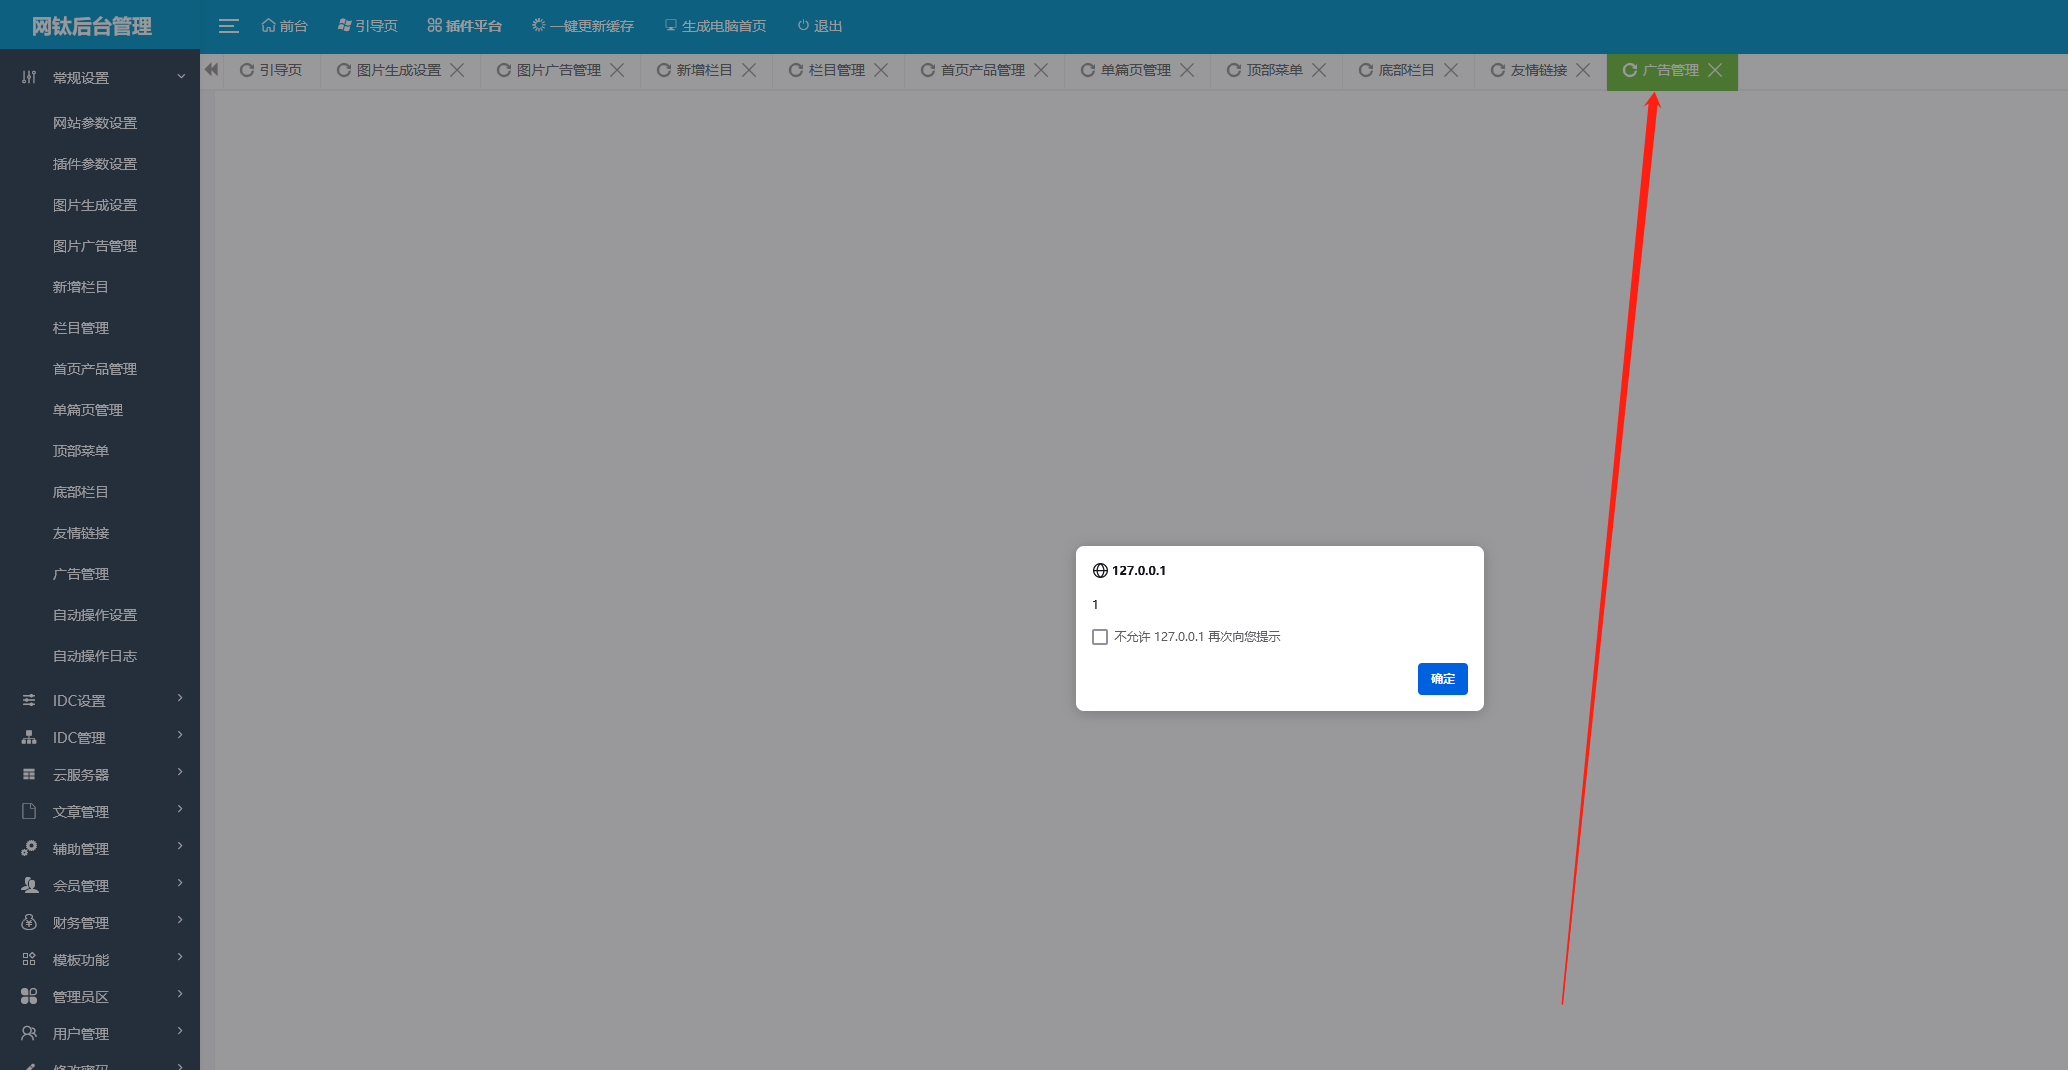 网钛后台管理
前台 引导页 插件平台 一键更新缓存 生成电脑首页 退出
引导页 图片生成设置 图片广告管理 新增栏目 栏目管理 首页产品管理 单篇页管理 顶部菜单 底部栏目 友情链接 广告管理
常规设置
网站参数设置
插件参数设置
图片生成设置
图片广告管理
新增栏目
栏目管理
首页产品管理
单篇页管理
顶部菜单
底部栏目
友情链接
广告管理
自动操作设置
自动操作日志
IDC设置
IDC管理
云服务器
文章管理
辅助管理
会员管理
财务管理
模板功能
管理员区
用户管理
修改密码
127.0.0.1
1
不允许 127.0.0.1 再次向您提示
确定